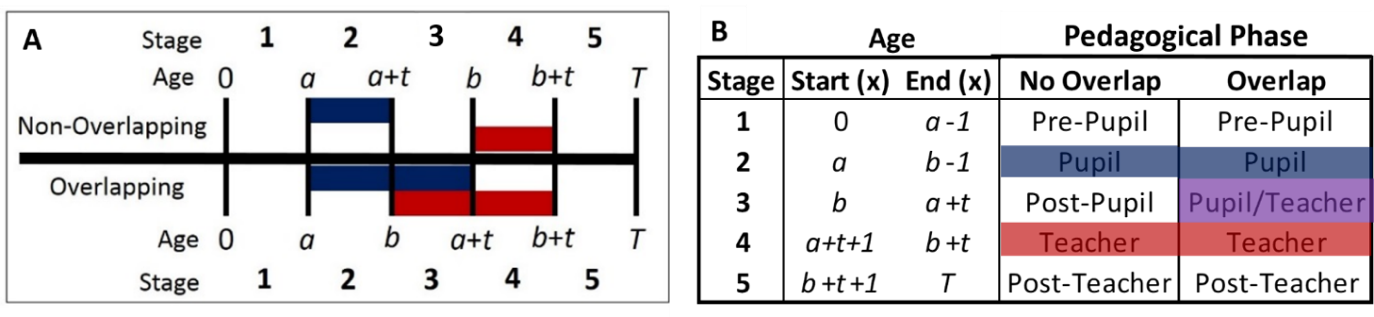 A
Stage 1 2 3 4 5
Age 0 a a+t b b+t T
Non-Overlapping
Overlapping
Age 0 a b a+t b+t T
Stage 1 2 3 4 5
B Age Pedagogical Phase
Stage Start (x) End (x) No Overlap Overlap
1 0 a-1 Pre-Pupil Pre-Pupil
2 a b-1 Pupil Pupil
3 b a+t Post-Pupil Pupil/Teacher
4 a+t+1 b+t Teacher Teacher
5 b+t+1 T Post-Teacher Post-Teacher